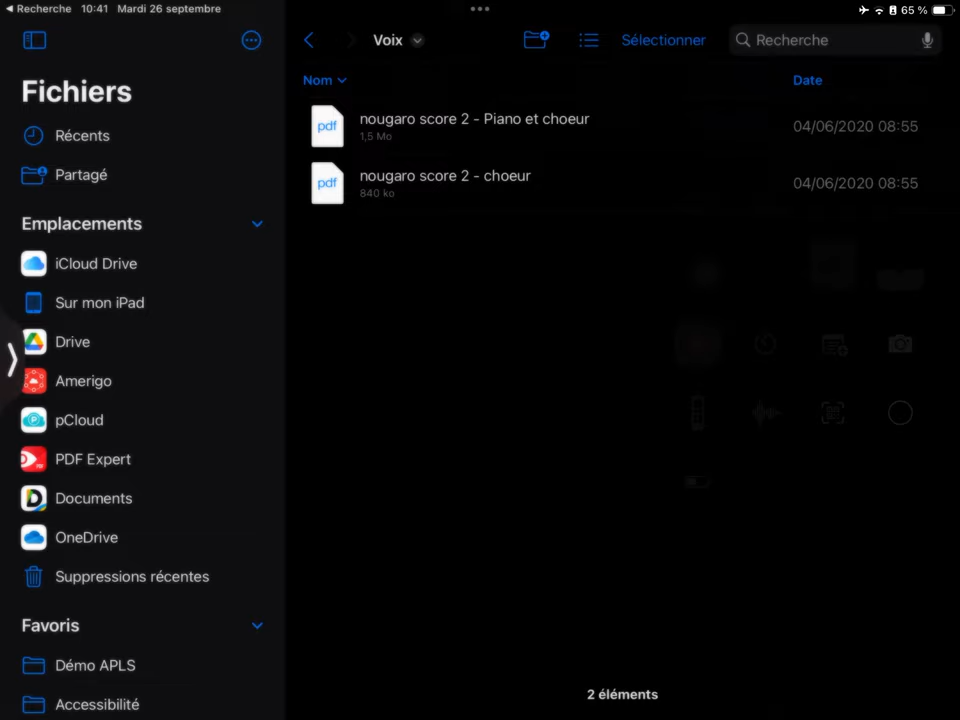 Recherche 10:41 Mardi 26 septembre
65 %
Fichiers
Récents
Partagé
Emplacements
iCloud Drive
Sur mon iPad
Drive
Amerigo
pCloud
PDF Expert
Documents
OneDrive
Suppressions récentes
Favoris
Démo APLS
Accessibilité
Voix
Sélectionner
Recherche
Nom
Date
pdf
nougaro score 2 - Piano et choeur
1,5 Mo
04/06/2020 08:55
pdf
nougaro score 2 - choeur
840 ko
04/06/2020 08:55
2 éléments